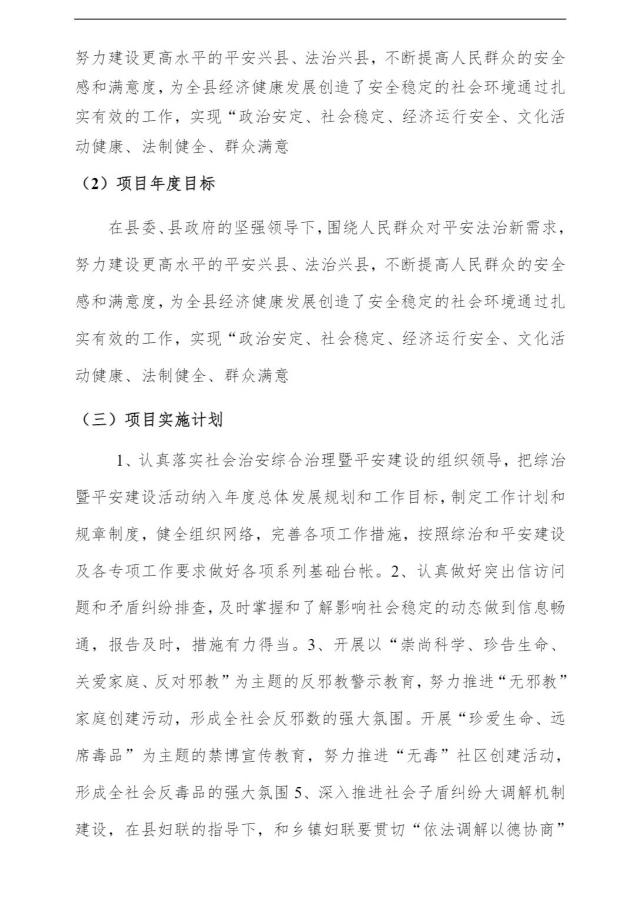 努力建设更高水平的平安兴县、法治兴县，不断提高人民群众的安全
感和满意度，为全县经济健康发展创造了安全稳定的社会环境通过扎
实有效的工作，实现“政治安定、社会稳定、经济运行安全、文化活
动健康、法制健全、群众满意
（2）项目年度目标
在县委、县政府的坚强领导下，围绕人民群众对平安法治新需求，
努力建设更高水平的平安兴县、法治兴县，不断提高人民群众的安全
感和满意度，为全县经济健康发展创造了安全稳定的社会环境通过扎
实有效的工作，实现“政治安定、社会稳定、经济运行安全、文化活
动健康、法制健全、群众满意
（三）项目实施计划
1、认真落实社会治安综合治理暨平安建设的组织领导，把综治
暨平安建设活动纳入年度总体发展规划和工作目标，制定工作计划和
规章制度，健全组织网络，完善各项工作措施，按照综治和平安建设
及各专项工作要求做好各项系列基础台帐。2、认真做好突出信访问
题和矛盾纠纷排查，及时掌握和了解影响社会稳定的动态做到信息畅
通，报告及时，措施有力得当。3、开展以“崇尚科学、珍告生命、
关爱家庭、反对邪教”为主题的反邪教警示教育，努力推进“无邪教”
家庭创建污动，形成全社会反邪数的强大氛围。开展“珍爱生命、远
席毒品”为主题的禁博宣传教育，努力推进“无毒”社区创建活动，
形成全社会反毒品的强大氛围5、深入推进社会子盾纠纷大调解机制
建设，在县妇联的指导下，和乡镇妇联要贯切“依法调解以德协商”